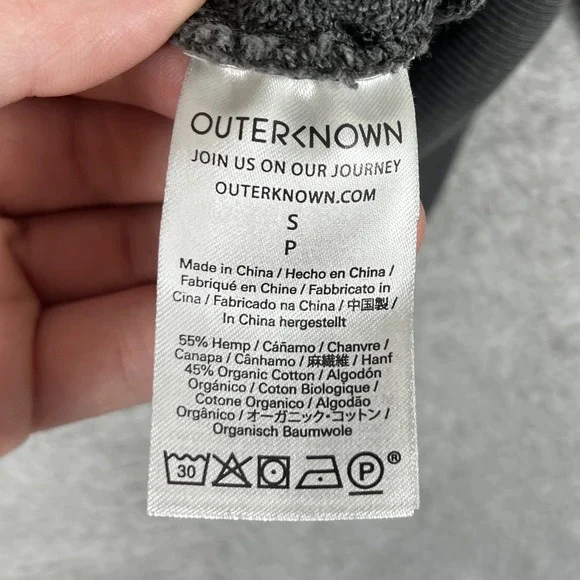 OUTERKNOWN
JOIN US ON OUR JOURNEY
OUTERKNOWN.COM
S
P
Made in China / Hecho en China /
Fabriqué en Chine / Fabbricato in
Cina / Fabricado na China / 中国製 /
In China hergestellt
55% Hemp / Cáñamo / Chanvre /
Canapa / Cânhamo / 麻繊維 / Hanf
45% Organic Cotton / Algodón
Orgánico / Coton Biologique /
Cotone Organico / Algodão
Orgânico / オーガニック・コットン /
Organisch Baumwole
30 P ®